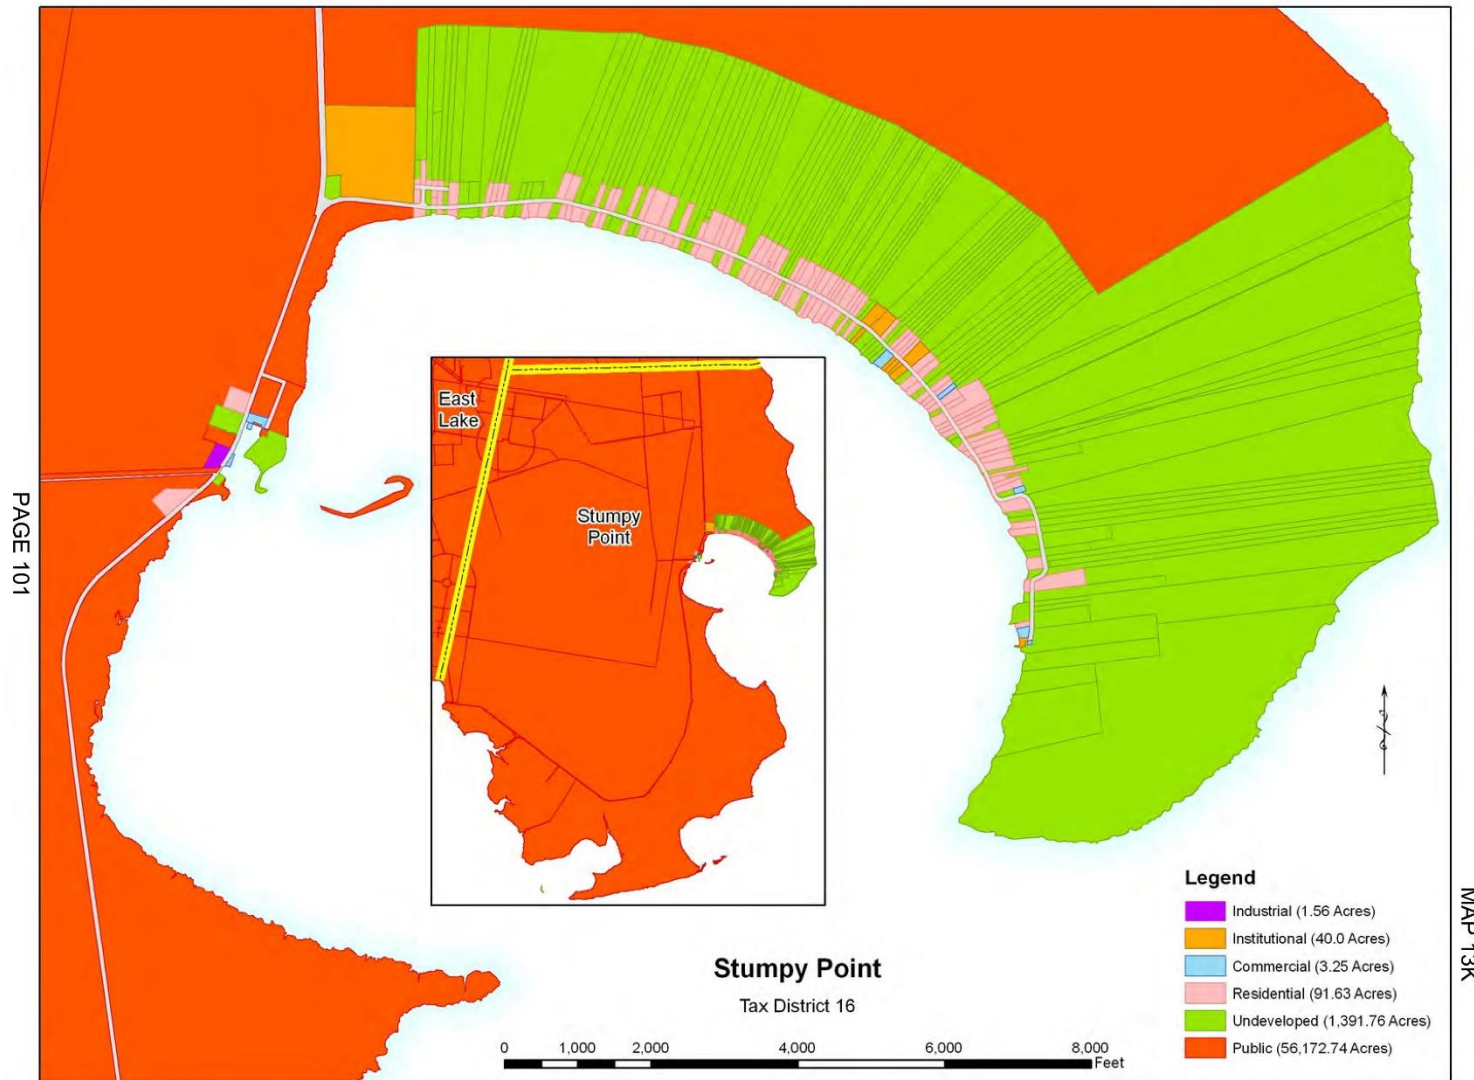 PAGE 101
East
Lake
Stumpy
Point
Stumpy Point
Tax District 16
0 1,000 2,000 4,000 6,000 8,000
Feet
Legend
Industrial (1.56 Acres)
Institutional (40.0 Acres)
Commercial (3.25 Acres)
Residential (91.63 Acres)
Undeveloped (1,391.76 Acres)
Public (56,172.74 Acres)
MAP 13K